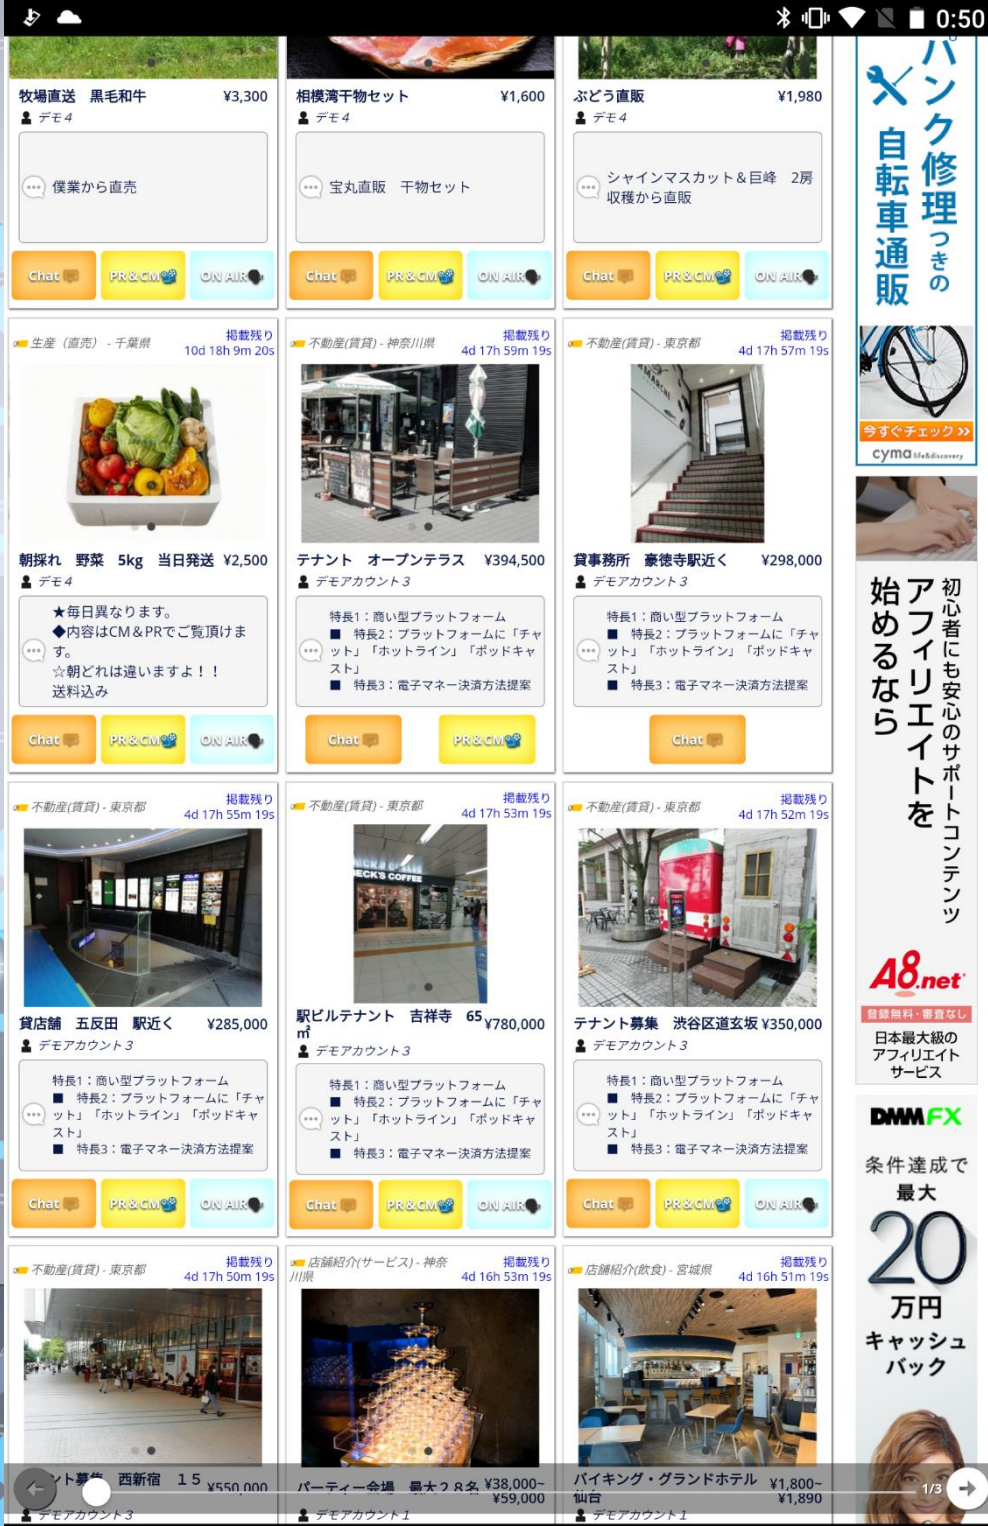 0:50
牧場直送　黒毛和牛 ¥3,300
デモ４
僕業から直売
Chat PR＆CM ON AIR
相模湾干物セット ¥1,600
デモ４
宝丸直販　干物セット
Chat PR＆CM ON AIR
ぶどう直販 ¥1,980
デモ４
シャインマスカット＆巨峰　2房
収穫から直販
Chat PR＆CM ON AIR
生産（直売） - 千葉県
掲載残り
10d 18h 9m 20s
朝採れ　野菜　5kg　当日発送 ¥2,500
デモ４
★毎日異なります。
◆内容はCM＆PRでご覧頂けま
す。
☆朝どれは違いますよ！！
送料込み
Chat PR＆CM ON AIR
不動産(賃貸) - 神奈川県
掲載残り
4d 17h 59m 19s
テナント　オープンテラス ¥394,500
デモアカウント３
特長1：商い型プラットフォーム
■　特長2：プラットフォームに「チャ
ット」「ホットライン」「ポッドキャ
スト」
■　特長3：電子マネー決済方法提案
Chat PR＆CM
不動産(賃貸) - 東京都
掲載残り
4d 17h 57m 19s
貸事務所　豪徳寺駅近く ¥298,000
デモアカウント３
特長1：商い型プラットフォーム
■　特長2：プラットフォームに「チャ
ット」「ホットライン」「ポッドキャ
スト」
■　特長3：電子マネー決済方法提案
Chat
不動産(賃貸) - 東京都
掲載残り
4d 17h 55m 19s
貸店舗　五反田　駅近く ¥285,000
デモアカウント３
特長1：商い型プラットフォーム
■　特長2：プラットフォームに「チャ
ット」「ホットライン」「ポッドキャ
スト」
■　特長3：電子マネー決済方法提案
Chat PR＆CM ON AIR
不動産(賃貸) - 東京都
掲載残り
4d 17h 53m 19s
BECK'S COFFEE
駅ビルテナント　吉祥寺　65
㎡ ¥780,000
デモアカウント３
特長1：商い型プラットフォーム
■　特長2：プラットフォームに「チャ
ット」「ホットライン」「ポッドキャ
スト」
■　特長3：電子マネー決済方法提案
Chat PR＆CM ON AIR
不動産(賃貸) - 東京都
掲載残り
4d 17h 52m 19s
テナント募集　渋谷区道玄坂 ¥350,000
デモアカウント３
特長1：商い型プラットフォーム
■　特長2：プラットフォームに「チャ
ット」「ホットライン」「ポッドキャ
スト」
■　特長3：電子マネー決済方法提案
Chat PR＆CM ON AIR
不動産(賃貸) - 東京都
掲載残り
4d 17h 50m 19s
ント募集　西新宿　１５
¥550,000
デモアカウント３
店舗紹介(サービス) - 神奈
川県
掲載残り
4d 16h 53m 19s
パーティー会場　最大２８名 ¥38,000~
¥59,000
デモアカウント１
店舗紹介(飲食) - 宮城県
掲載残り
4d 16h 51m 19s
バイキング・グランドホテル
仙台 ¥1,800~
¥1,890
デモアカウント１
1/3
パンク修理つきの
自転車通販
今すぐチェック
cyma life&discovery
初心者にも安心のサポートコンテンツ
アフィリエイトを
始めるなら
A8.net
登録無料・審査なし
日本最大級の
アフィリエイト
サービス
DMM FX
条件達成で
最大
20
万円
キャッシュ
バック